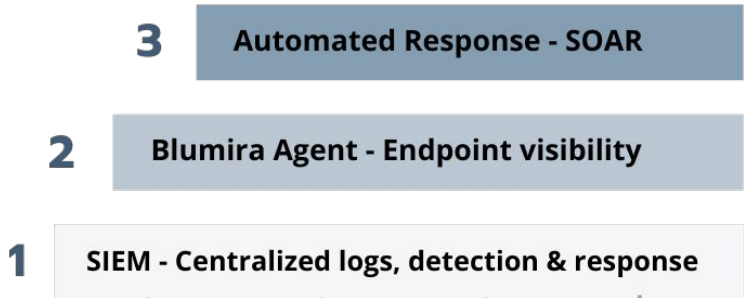 3 Automated Response - SOAR
2 Blumira Agent - Endpoint visibility
1 SIEM - Centralized logs, detection & response